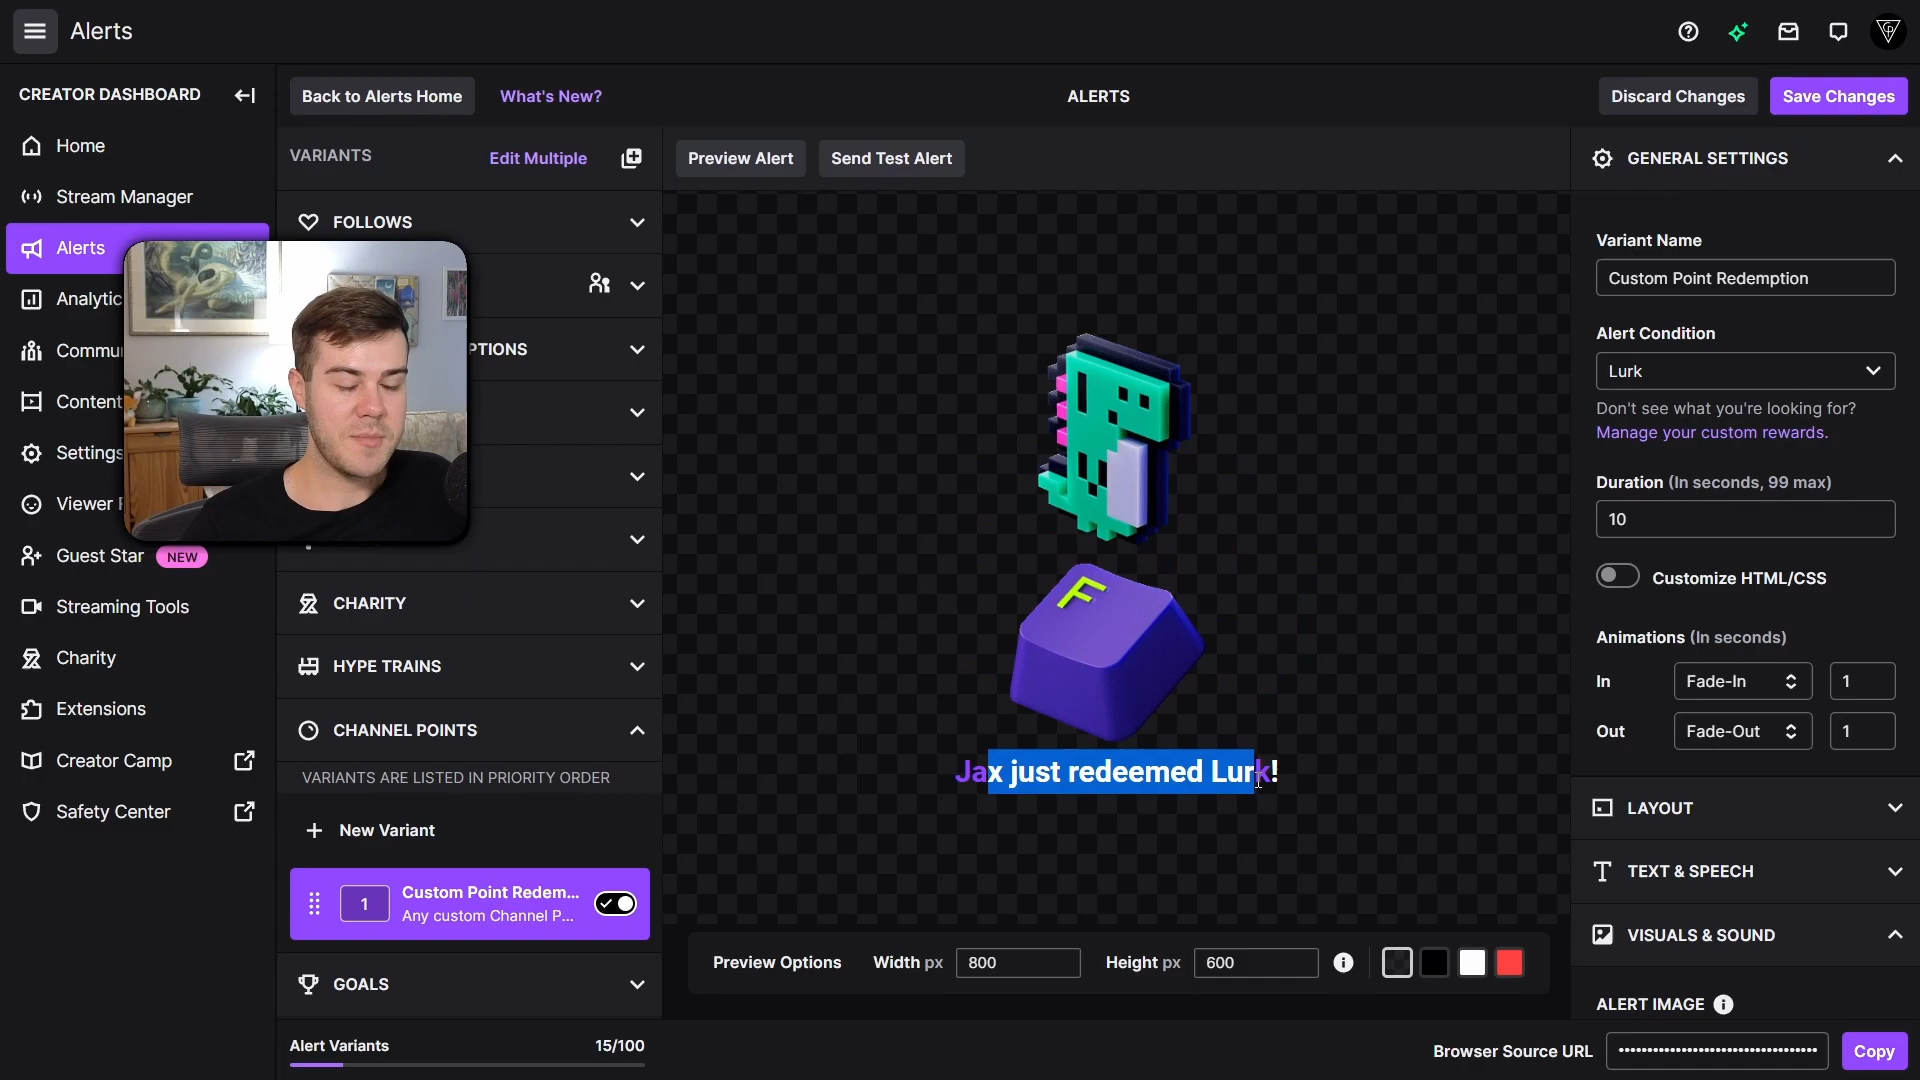 Alerts
CREATOR DASHBOARD
Back to Alerts Home
What's New?
ALERTS
Discard Changes
Save Changes
Home
Stream Manager
Alerts
Analytic
Commu
Content
Settings
Viewer
Guest Star NEW
Streaming Tools
Charity
Extensions
Creator Camp
Safety Center
VARIANTS
Edit Multiple
FOLLOWS
PTIONS
CHARITY
HYPE TRAINS
CHANNEL POINTS
VARIANTS ARE LISTED IN PRIORITY ORDER
+ New Variant
1
Custom Point Redem...
Any custom Channel P...
GOALS
Alert Variants 15/100
Preview Alert
Send Test Alert
F
Jax just redeemed Lurk!
Preview Options Width px 800 Height px 600
GENERAL SETTINGS
Variant Name
Custom Point Redemption
Alert Condition
Lurk
Don't see what you're looking for?
Manage your custom rewards.
Duration (In seconds, 99 max)
10
Customize HTML/CSS
Animations (In seconds)
In Fade-In 1
Out Fade-Out 1
LAYOUT
TEXT & SPEECH
VISUALS & SOUND
ALERT IMAGE
Browser Source URL
Copy